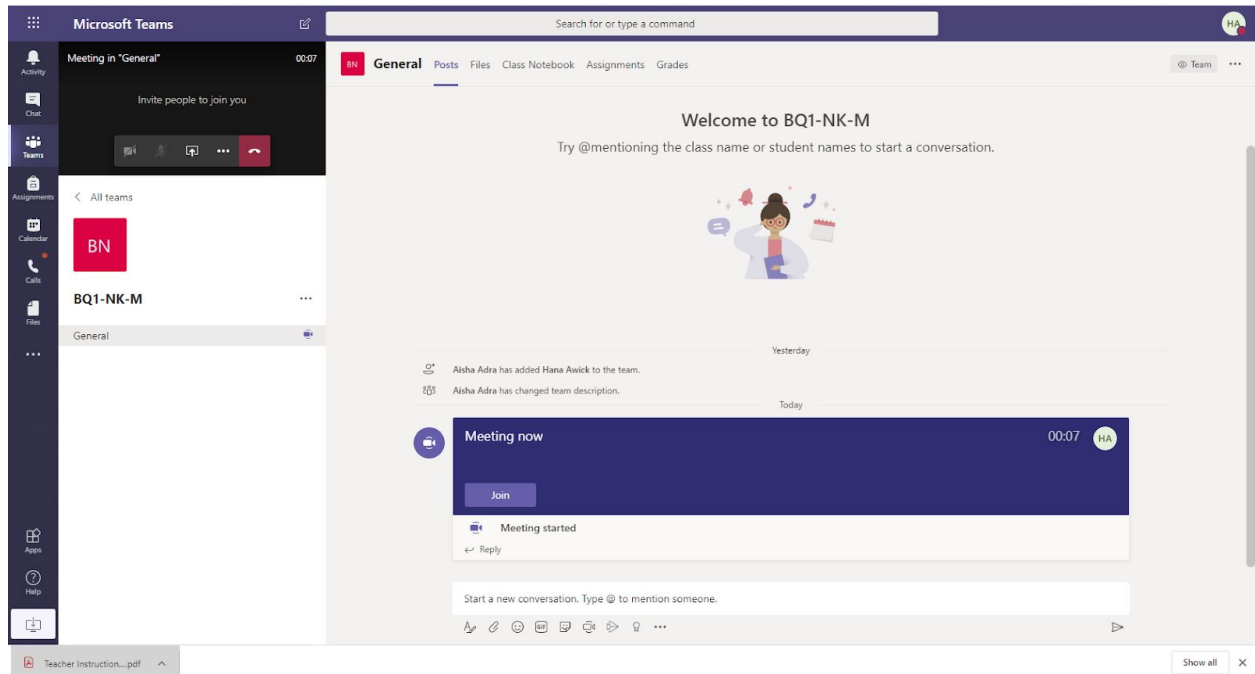 Microsoft Teams
Search for or type a command
HA
Activity
Chat
Teams
Assignments
Calendar
Calls
Files
Apps
Help
Meeting in "General" 00:07
Invite people to join you
All teams
BN
BQ1-NK-M
General
BN General Posts Files Class Notebook Assignments Grades
Team
Welcome to BQ1-NK-M
Try @mentioning the class name or student names to start a conversation.
Yesterday
Aisha Adra has added Hana Awick to the team.
Aisha Adra has changed team description.
Today
Meeting now 00:07 HA
Join
Meeting started
Reply
Start a new conversation. Type @ to mention someone.
GIF
Teacher Instruction....pdf
Show all